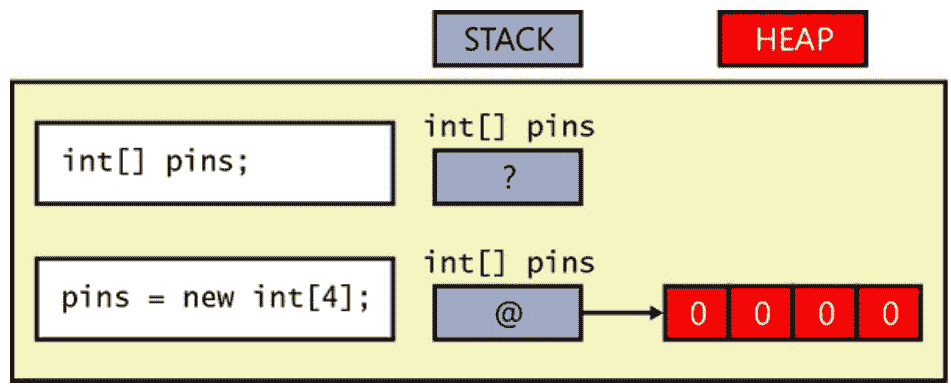 STACK HEAP
int[] pins
int[] pins; ?
int[] pins
pins = new int[4]; @ 0 0 0 0